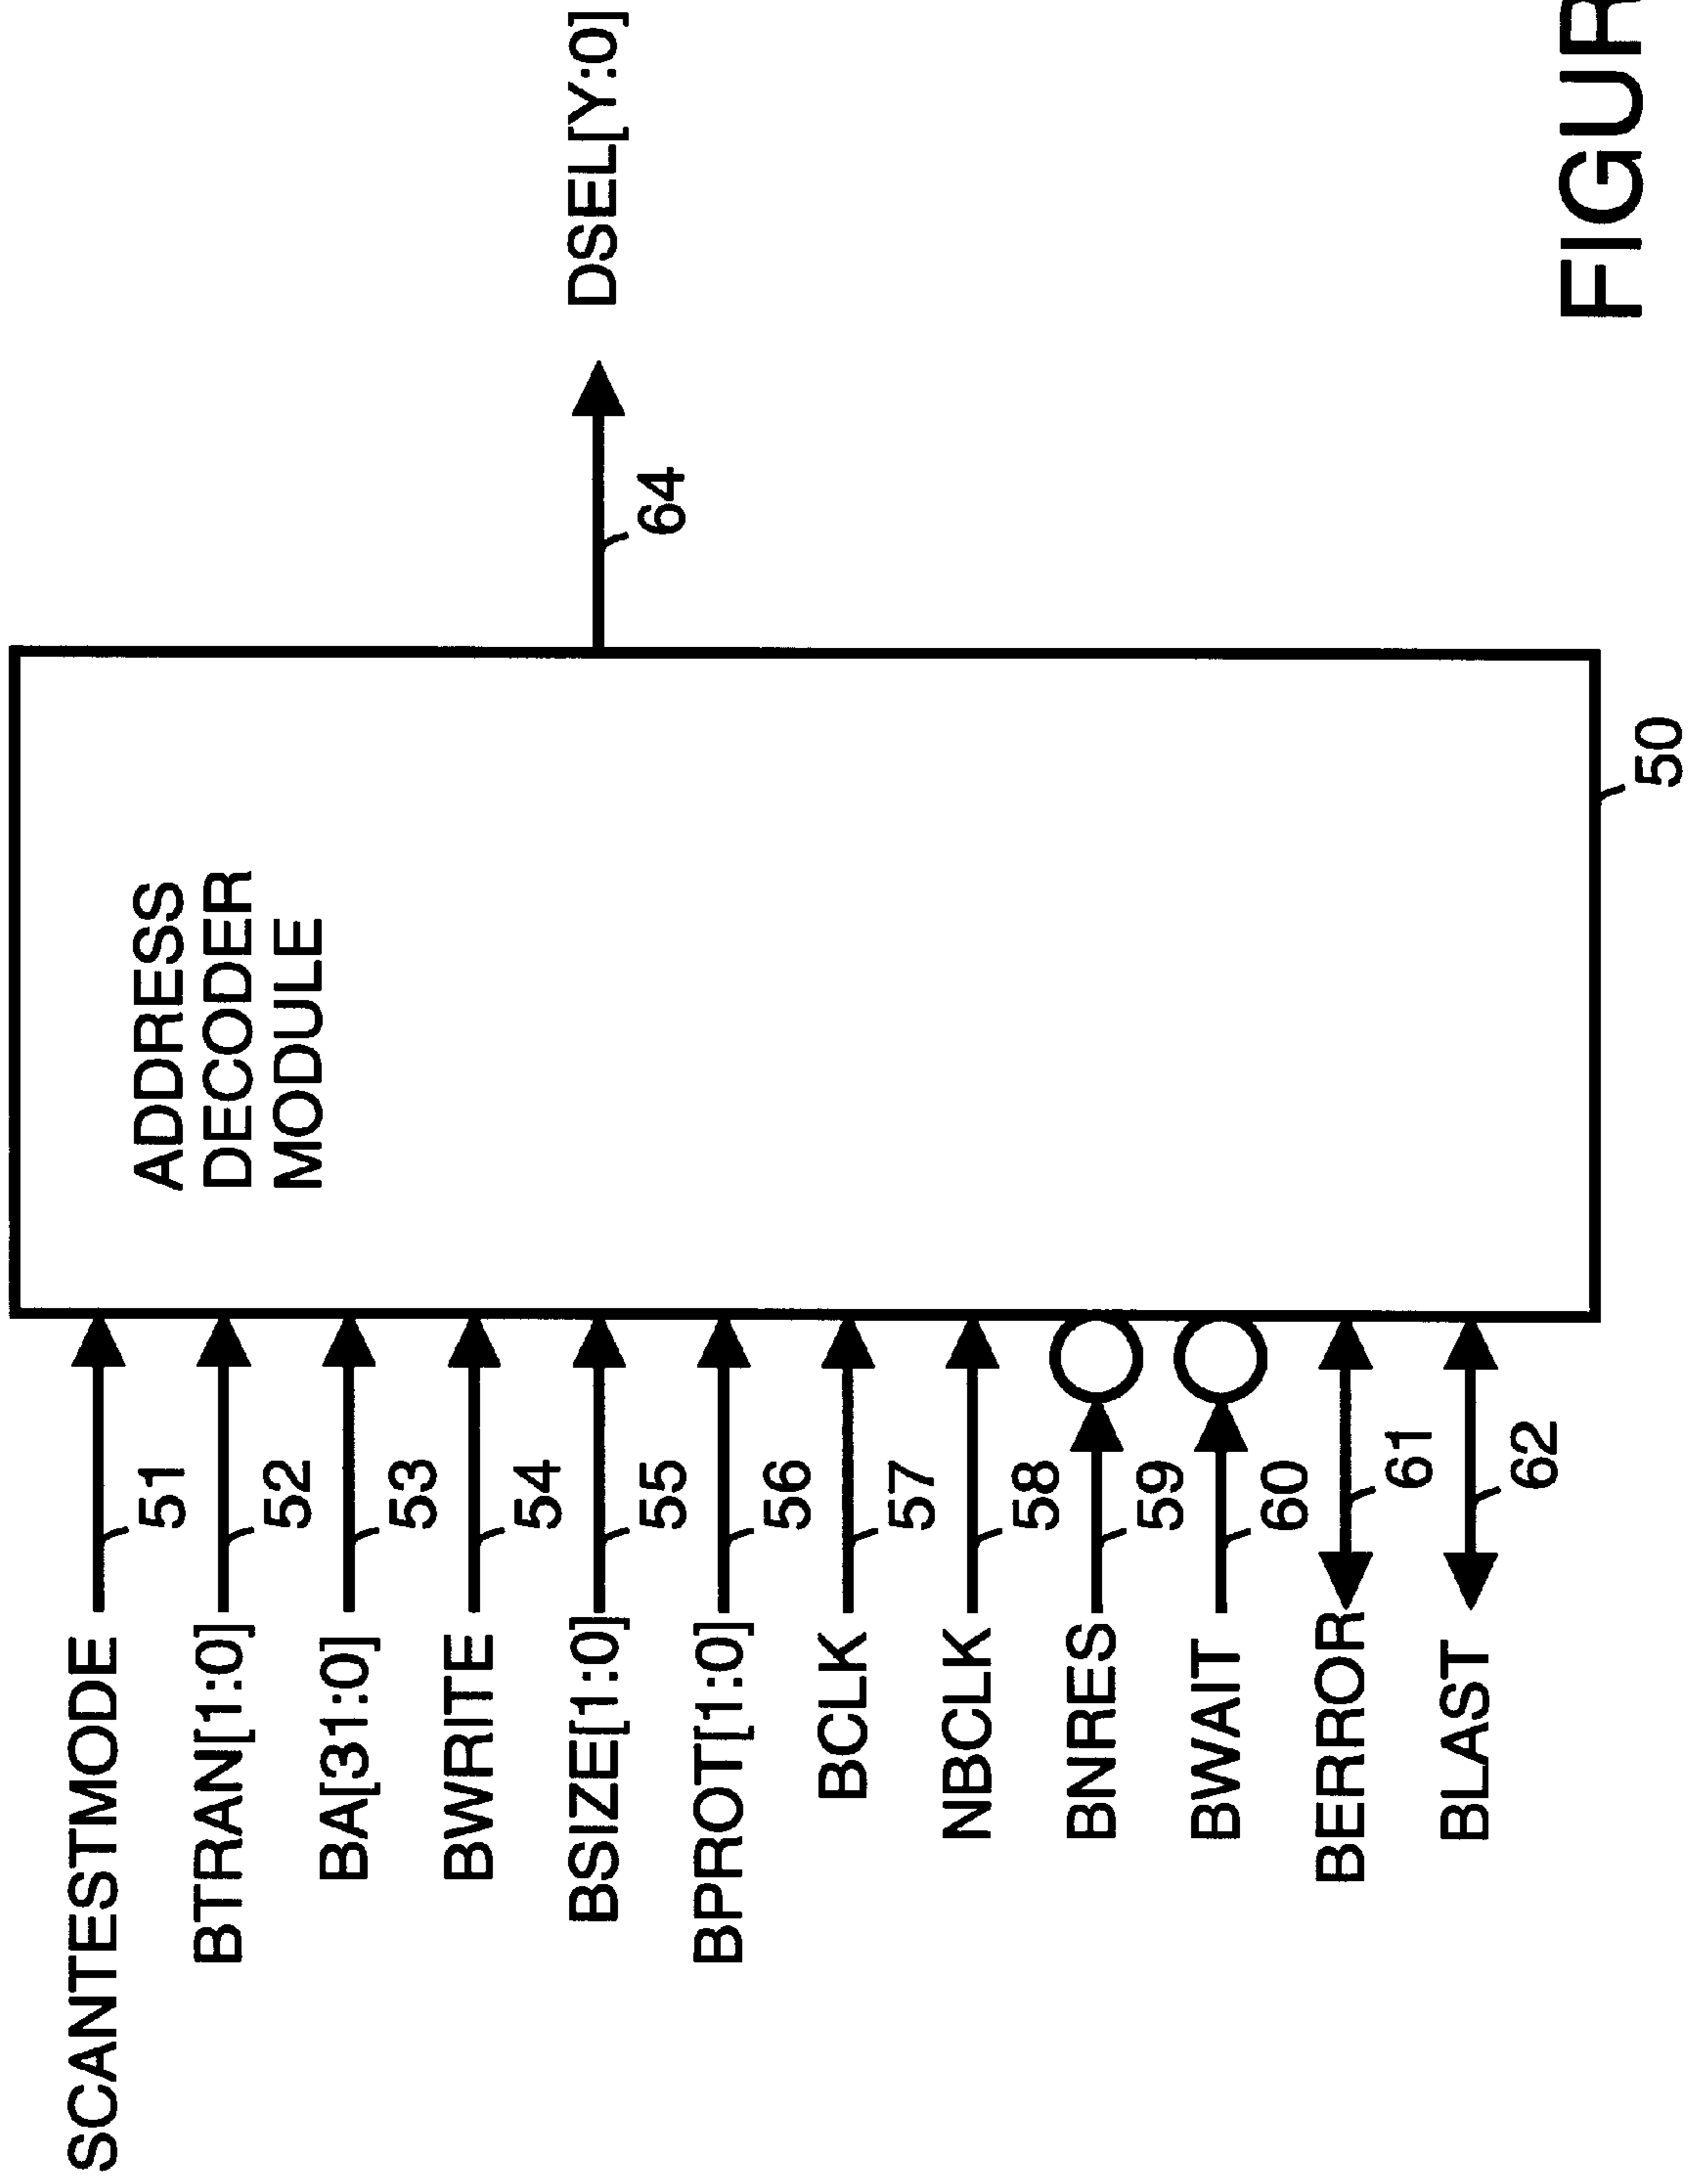 SCANTESTMODE
51
BTRAN[1:0]
52
BA[31:0]
53
BWRITE
54
BSIZE[1:0]
55
BPROT[1:0]
56
BCLK
57
NBCLK
58
BNRES
59
BWAIT
60
BERROR
61
BLAST
62
ADDRESS
DECODER
MODULE
50
64
DSEL[Y:0]
FIGUR